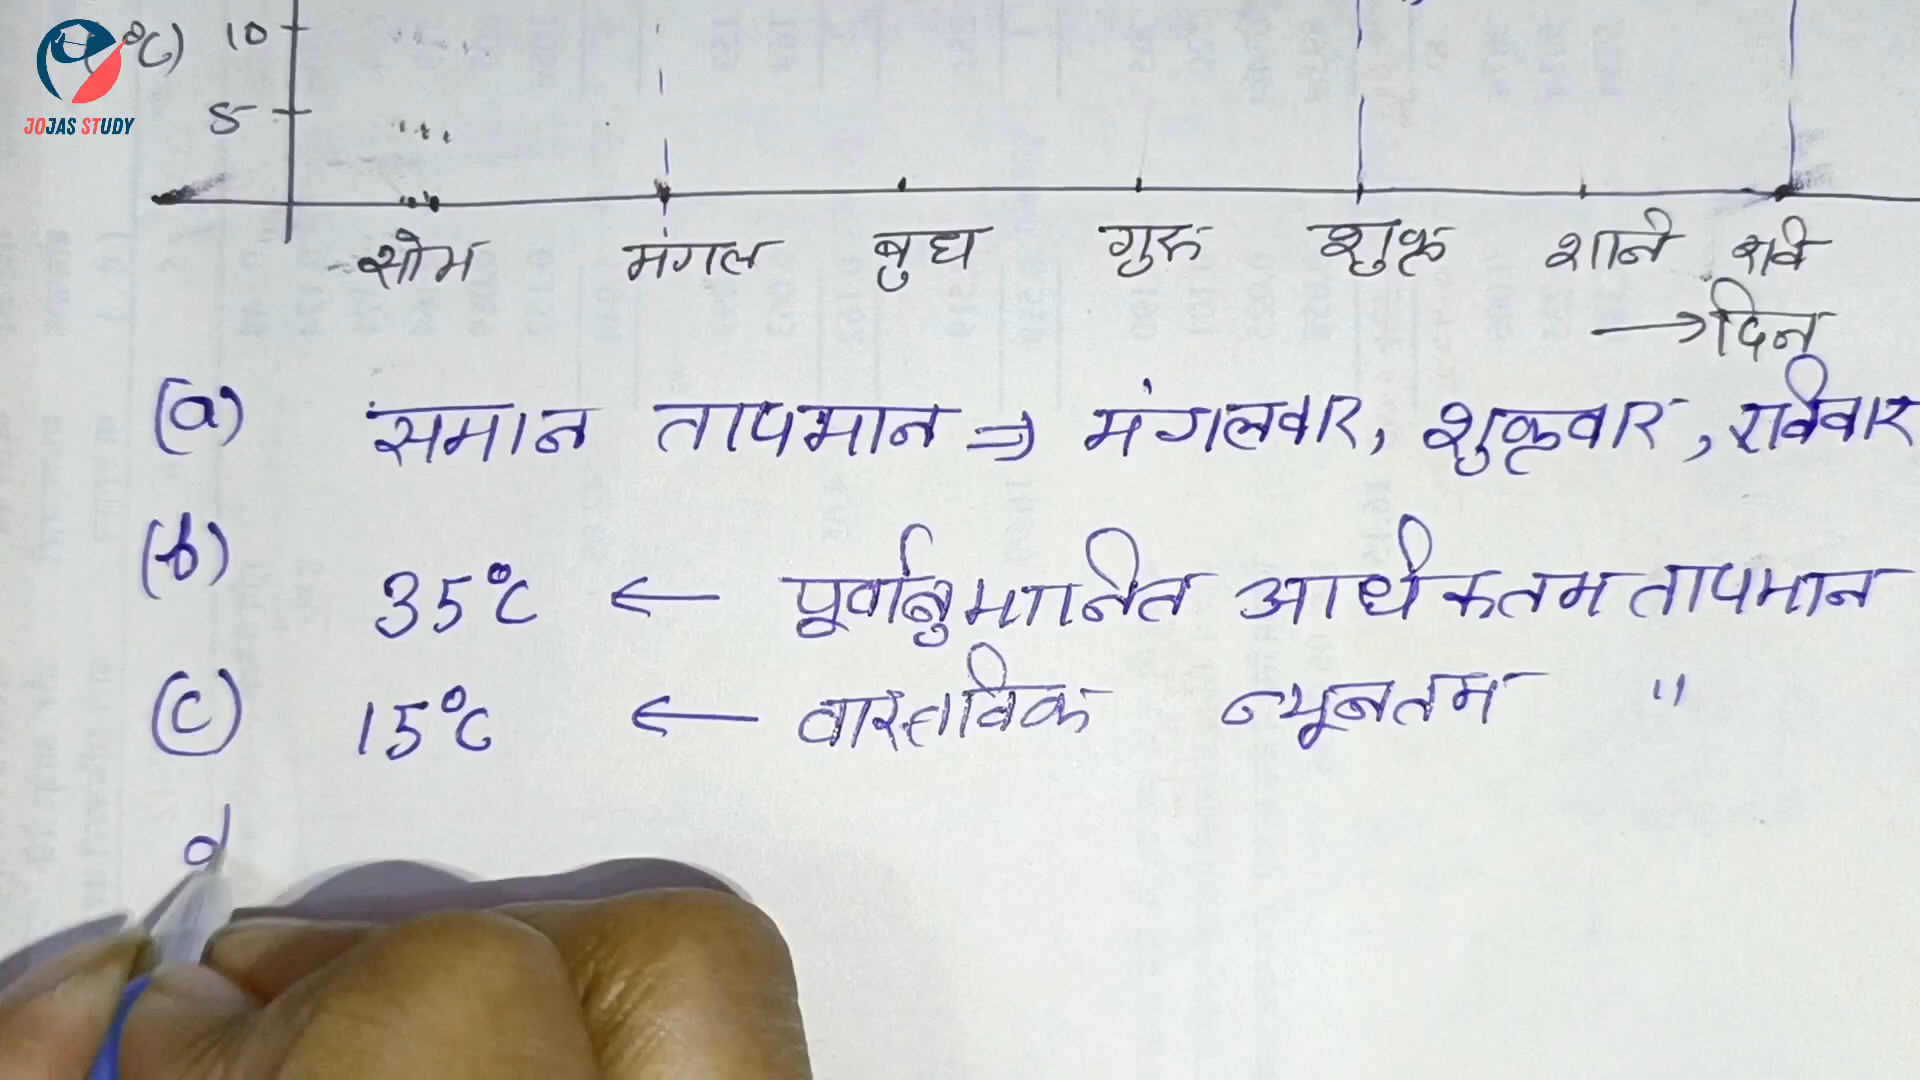 JOJAS STUDY
(°C) 10
5
सोम मंगल बुध गुरु शुक्र शनि रवि
→दिन
(a) समान तापमान ⇒ मंगलवार, शुक्रवार, रविवार
(b) 35°C ← पूर्वानुमानित अधिकतम तापमान
(c) 15°C ← वास्तविक न्यूनतम "
d